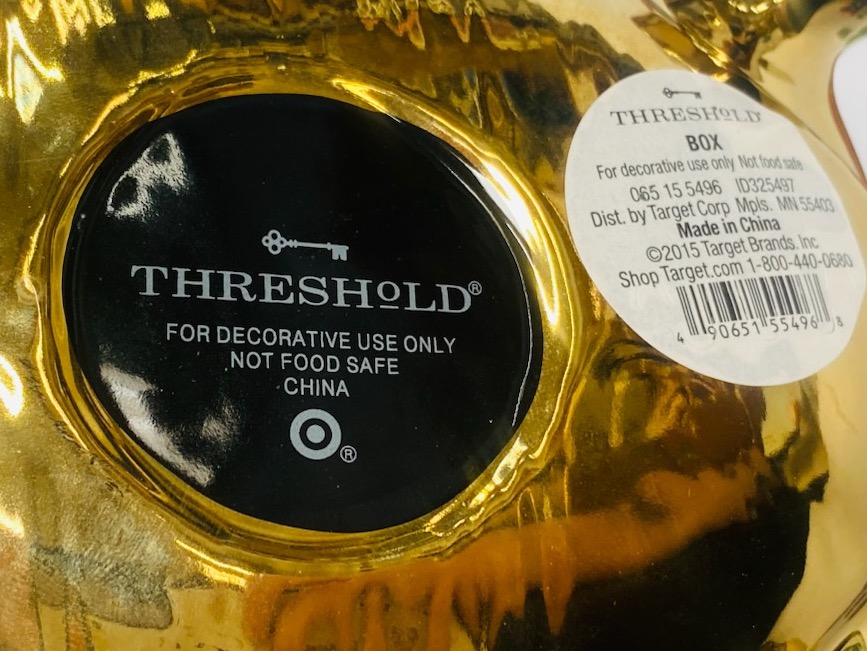 THRESHOLD®
FOR DECORATIVE USE ONLY
NOT FOOD SAFE
CHINA
®
THRESHOLD
BOX
For decorative use only Not food safe
065 15 5496 ID325497
Dist. by Target Corp Mpls. MN 55403
Made in China
©2015 Target Brands. Inc
Shop Target.com 1-800-440-0680
4 90651 55496 8